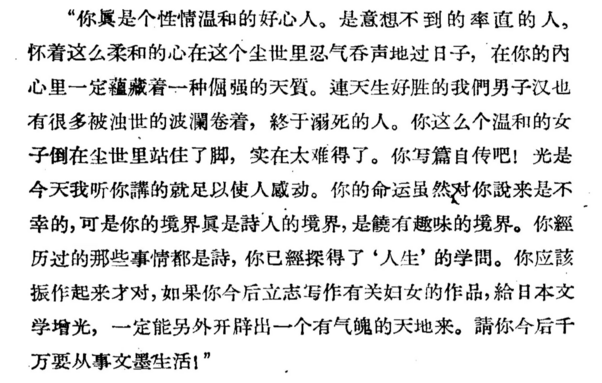 “你眞是个性情温和的好心人。是意想不到的率直的人，
怀着这么柔和的心在这个尘世里忍气吞声地过日子，在你的內
心里一定蘊藏着一种倔强的天質。連天生好胜的我們男子汉也
有很多被浊世的波瀾卷着，終于溺死的人。你这么个温和的女
子倒在尘世里站住了脚，实在太难得了。你写篇自传吧！光是
今天我听你講的就足以使人感动。你的命运虽然对你說来是不
幸的，可是你的境界眞是詩人的境界，是饒有趣味的境界。你經
历过的那些事情都是詩，你已經探得了‘人生’的学問。你应該
振作起来才对，如果你今后立志写作有关妇女的作品，給日本文
学增光，一定能另外开辟出一个有气魄的天地来。請你今后千
万要从事文墨生活！”